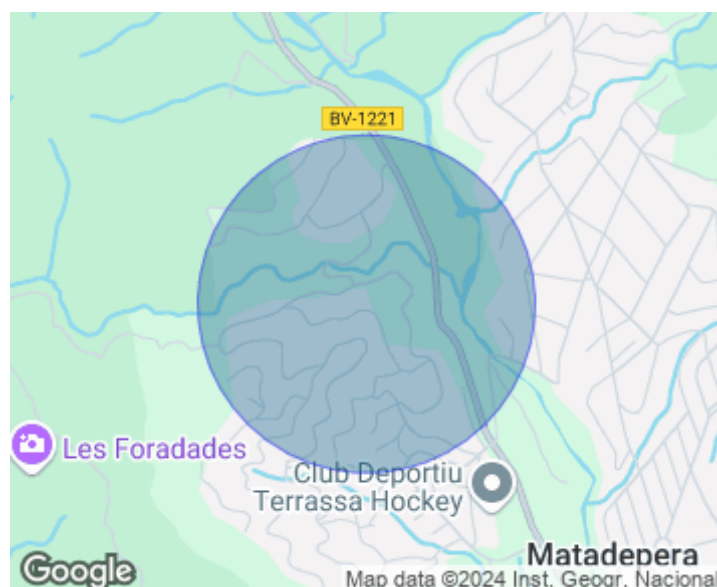 BV-1221
Les Foradades
Club Deportiu
Terrassa Hockey
Matadepera
Google
Map data ©2024 Inst. Geogr. Nacional